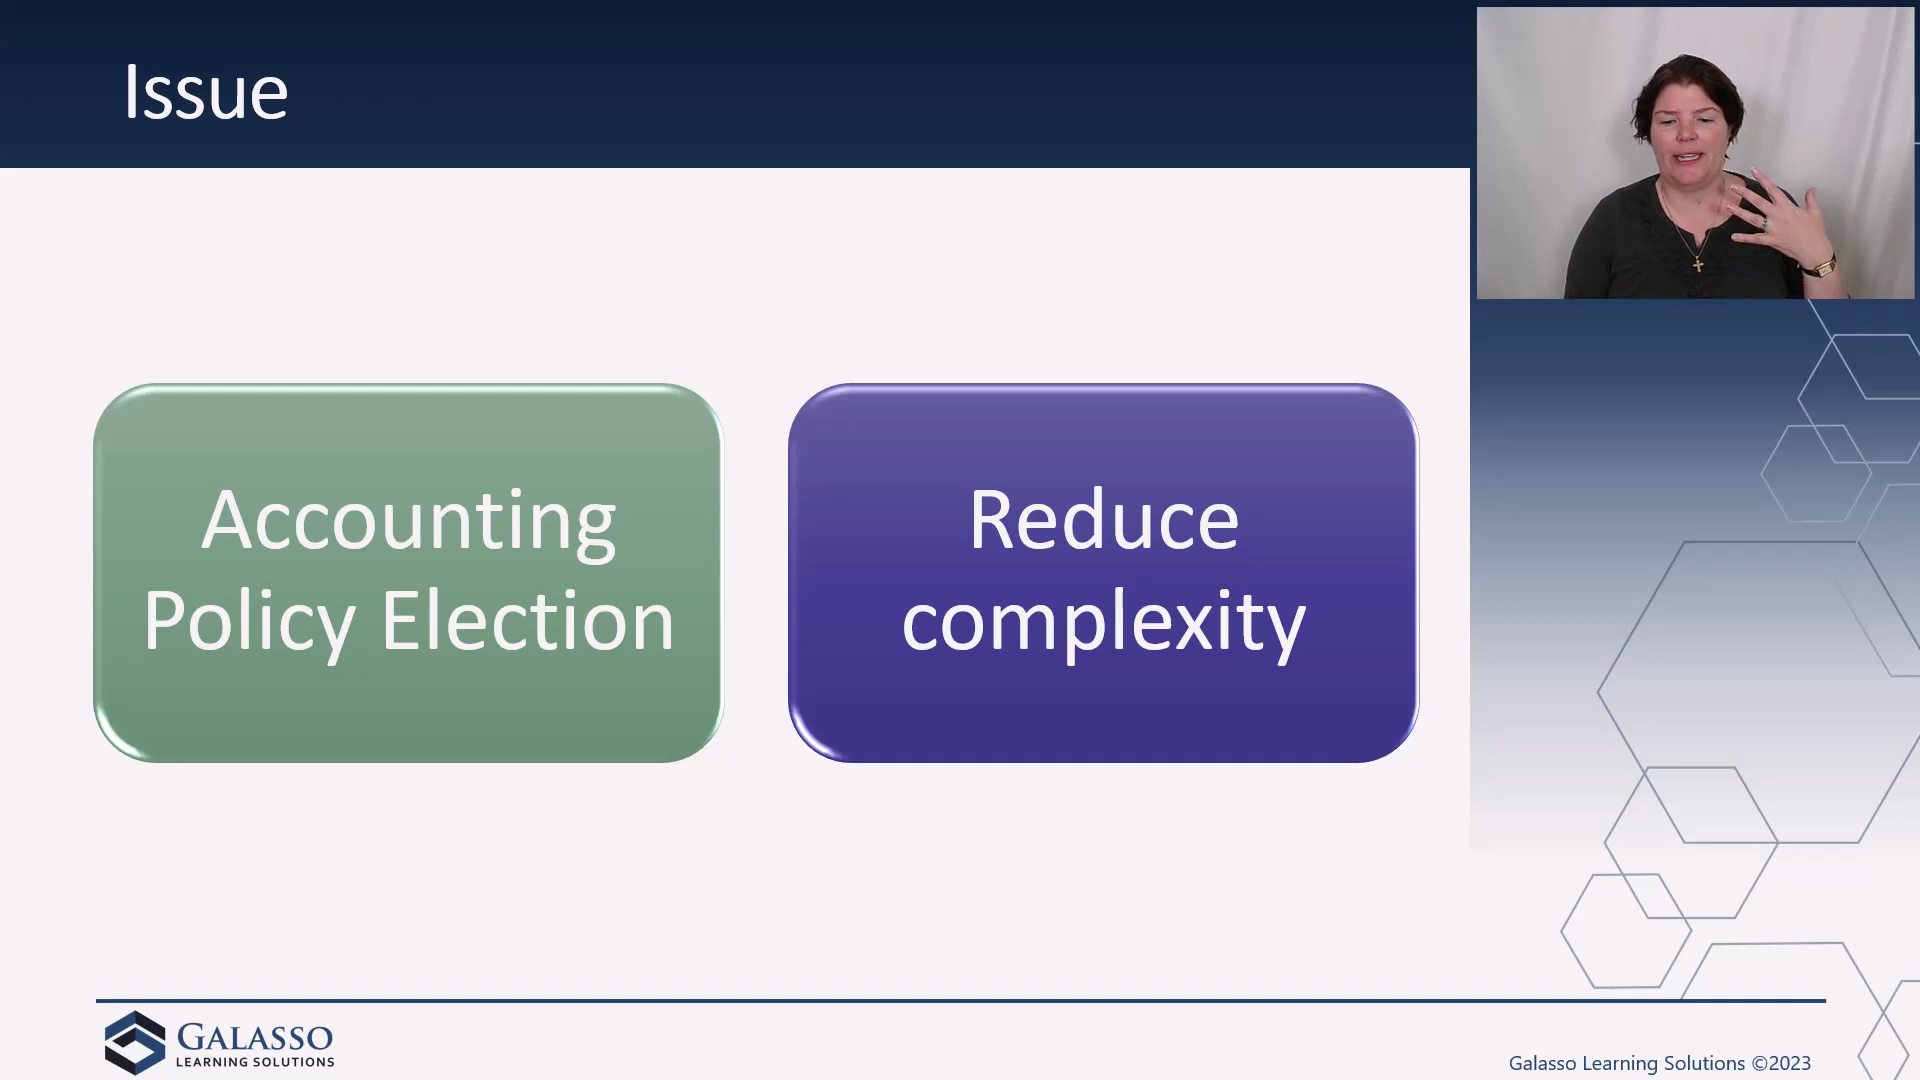 Issue
Accounting
Policy Election
Reduce
complexity
GALASSO
LEARNING SOLUTIONS
Galasso Learning Solutions ©2023